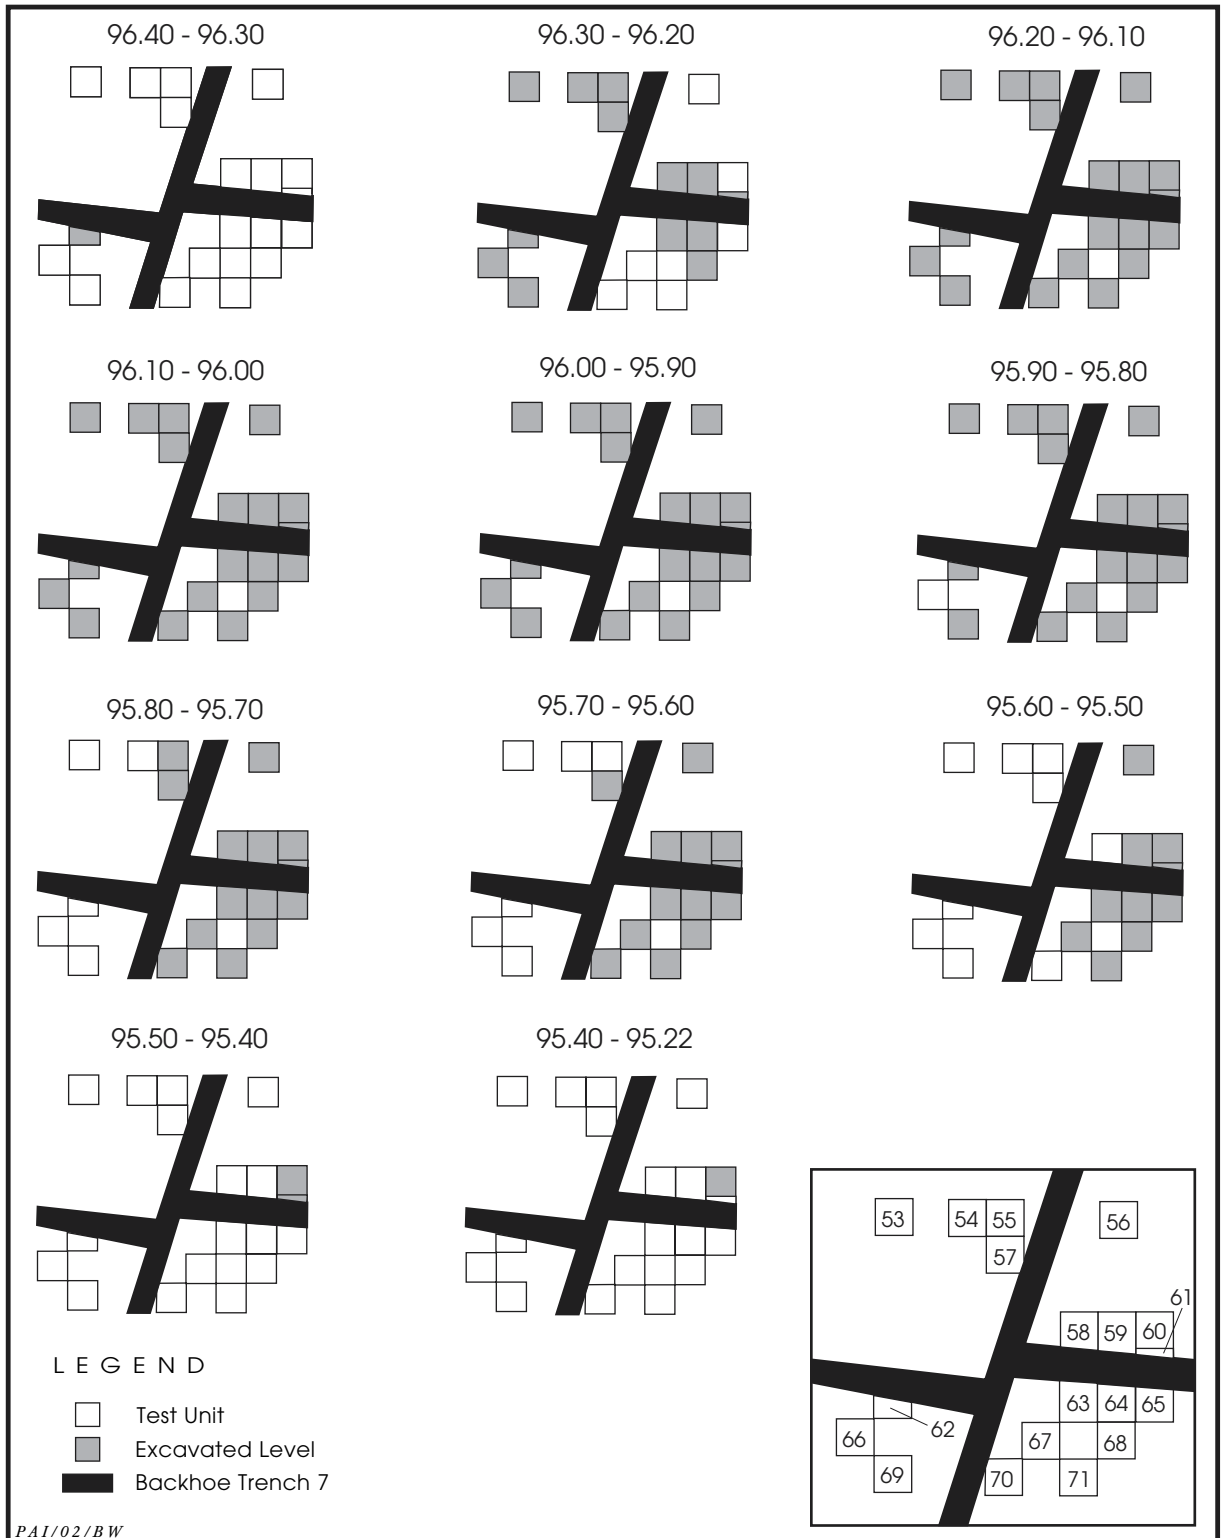 96.40 - 96.30
96.30 - 96.20
96.20 - 96.10
96.10 - 96.00
96.00 - 95.90
95.90 - 95.80
95.80 - 95.70
95.70 - 95.60
95.60 - 95.50
95.50 - 95.40
95.40 - 95.22
53
54
55
56
57
61
58
59
60
63
64
65
62
66
67
68
69
70
71
LEGEND
Test Unit
Excavated Level
Backhoe Trench 7
PAI/02/BW